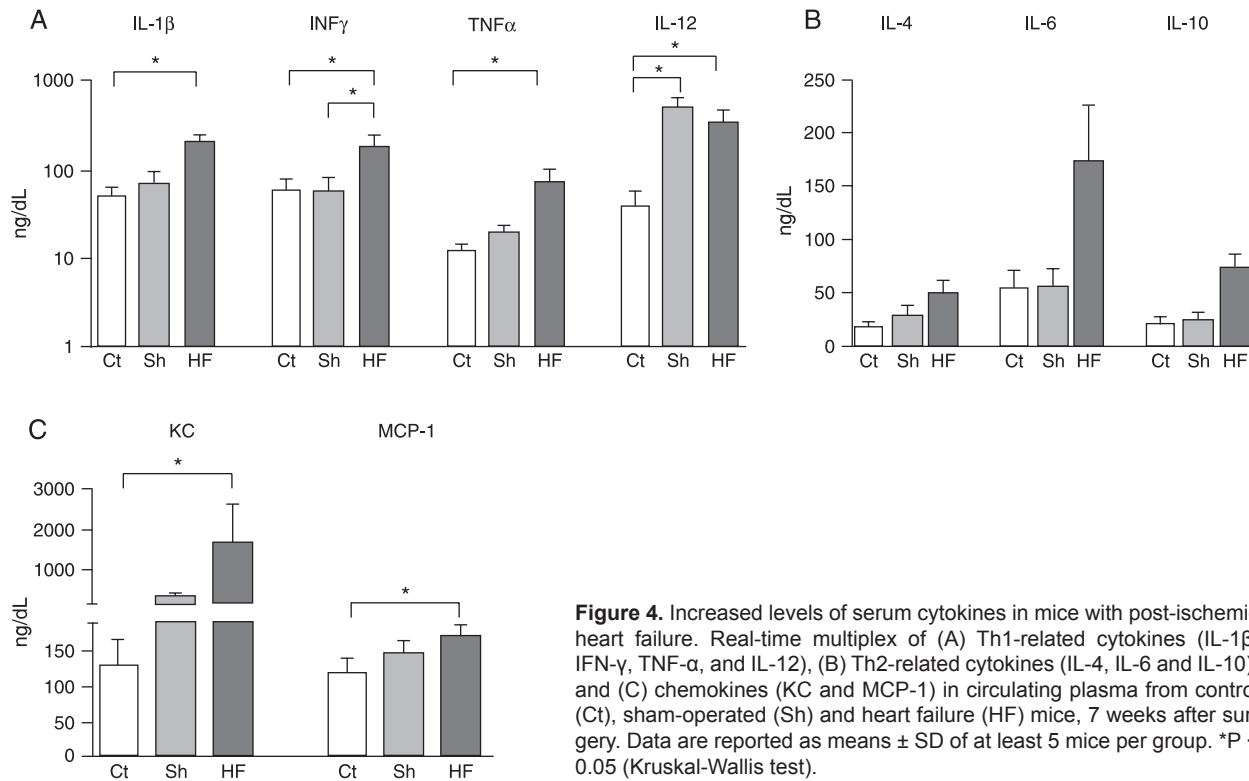 A
IL-1β INFγ TNFα IL-12
* * * * * *
1000
100
10
1
ng/dL
Ct Sh HF Ct Sh HF Ct Sh HF Ct Sh HF
B
IL-4 IL-6 IL-10
250
200
150
100
50
0
ng/dL
Ct Sh HF Ct Sh HF Ct Sh HF
C
KC MCP-1
* *
3000
2000
1000
150
100
50
0
ng/dL
Ct Sh HF Ct Sh HF
Figure 4. Increased levels of serum cytokines in mice with post-ischemi
heart failure. Real-time multiplex of (A) Th1-related cytokines (IL-1β
IFN-γ, TNF-α, and IL-12), (B) Th2-related cytokines (IL-4, IL-6 and IL-10)
and (C) chemokines (KC and MCP-1) in circulating plasma from contro
(Ct), sham-operated (Sh) and heart failure (HF) mice, 7 weeks after sur
gery. Data are reported as means ± SD of at least 5 mice per group. *P
0.05 (Kruskal-Wallis test).